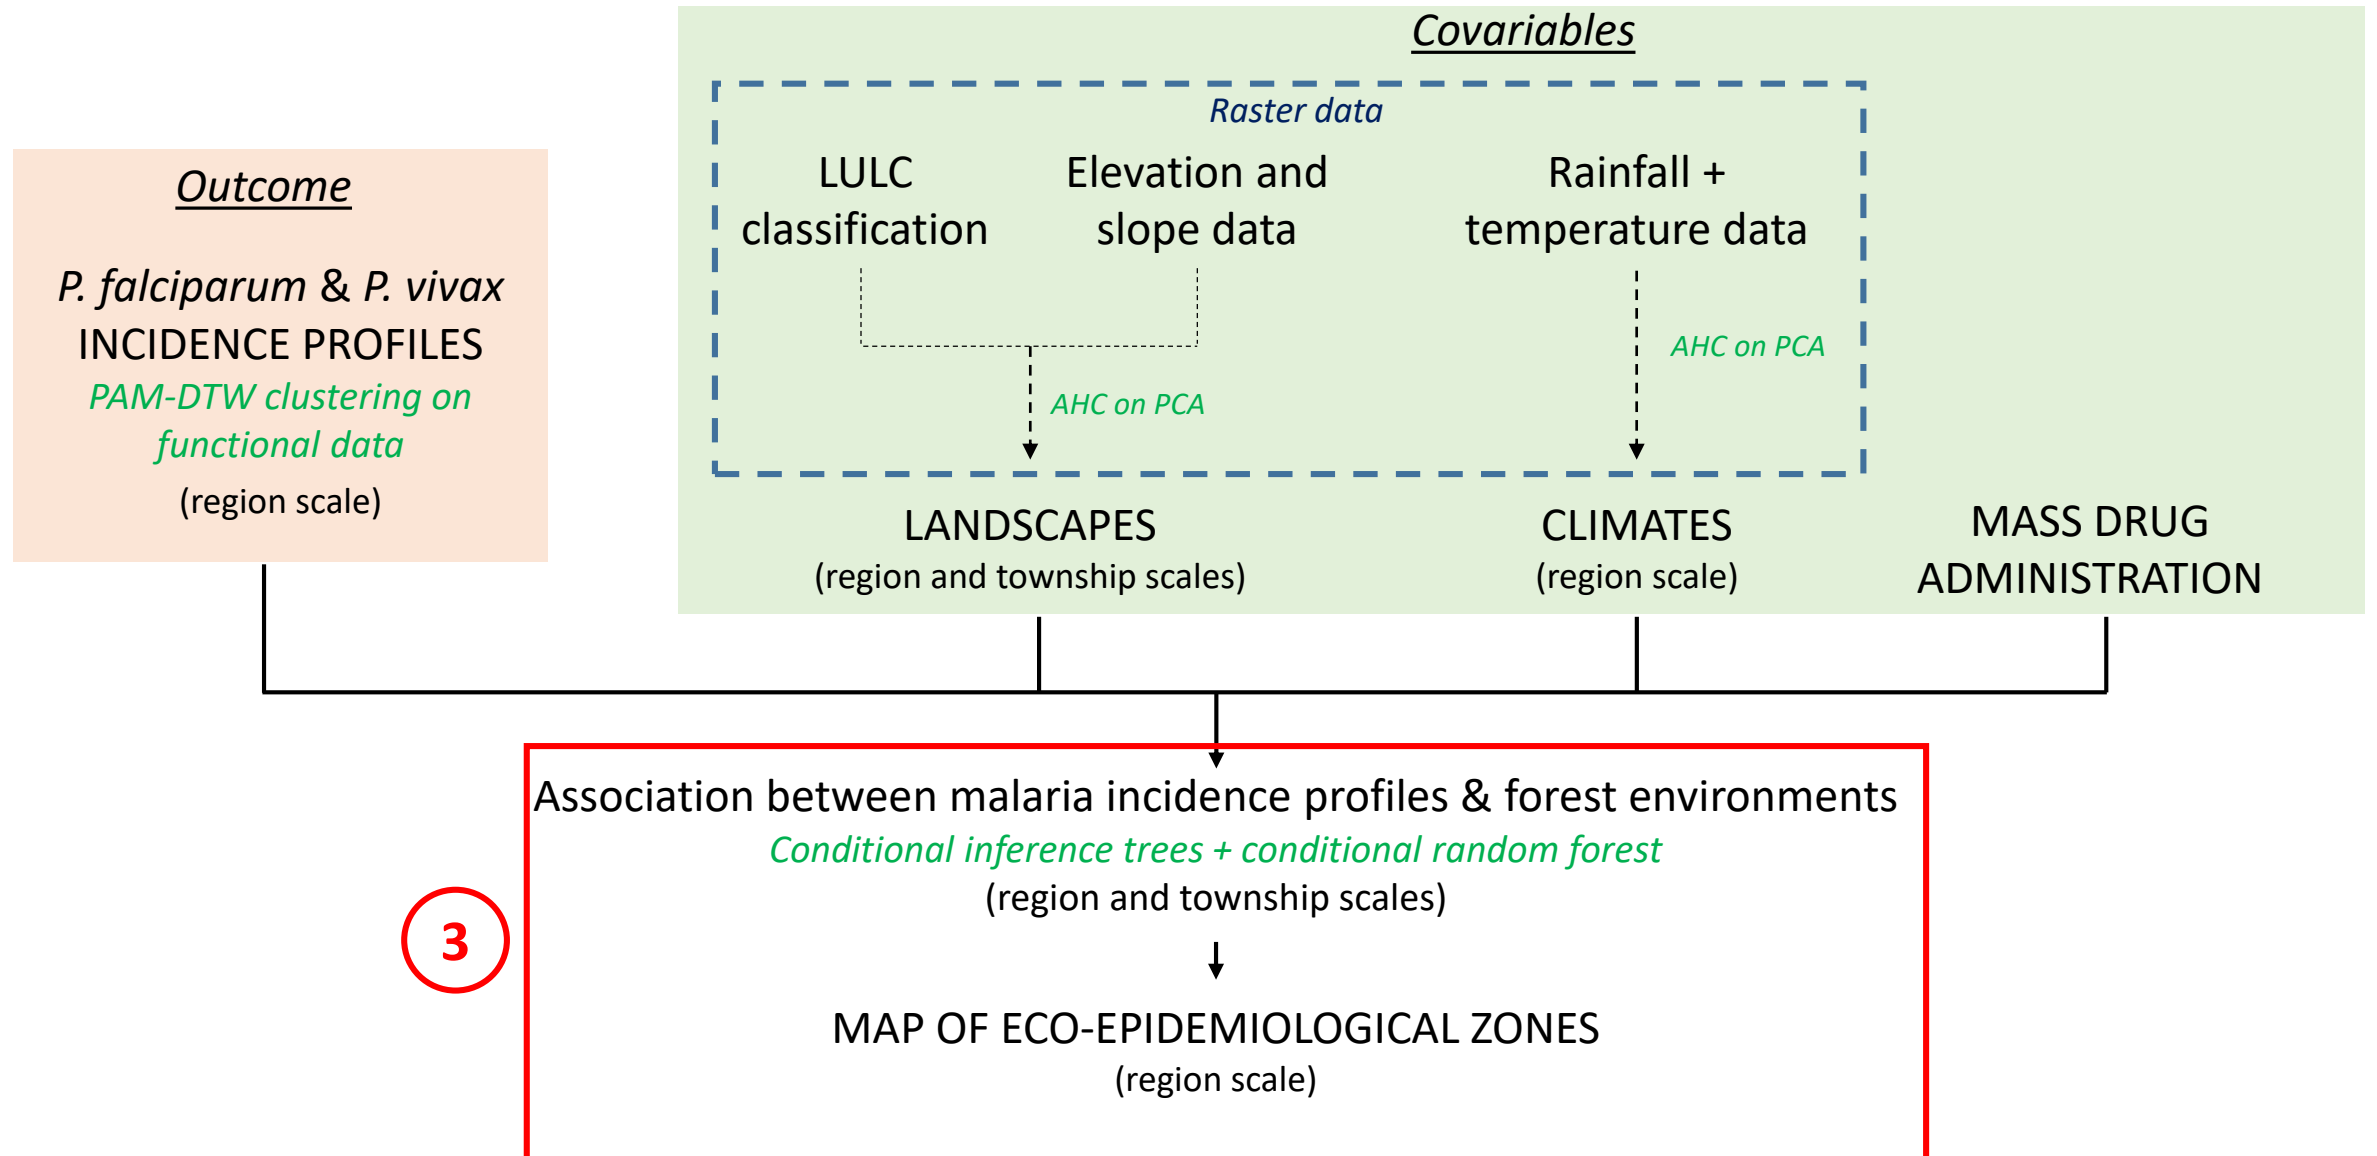 Covariables
Raster data
Outcome
P. falciparum & P. vivax
INCIDENCE PROFILES
PAM-DTW clustering on
functional data
(region scale)
LULC
classification
Elevation and
slope data
Rainfall +
temperature data
AHC on PCA
AHC on PCA
LANDSCAPES
(region and township scales)
CLIMATES
(region scale)
MASS DRUG
ADMINISTRATION
Association between malaria incidence profiles & forest environments
Conditional inference trees + conditional random forest
(region and township scales)
3
MAP OF ECO-EPIDEMIOLOGICAL ZONES
(region scale)